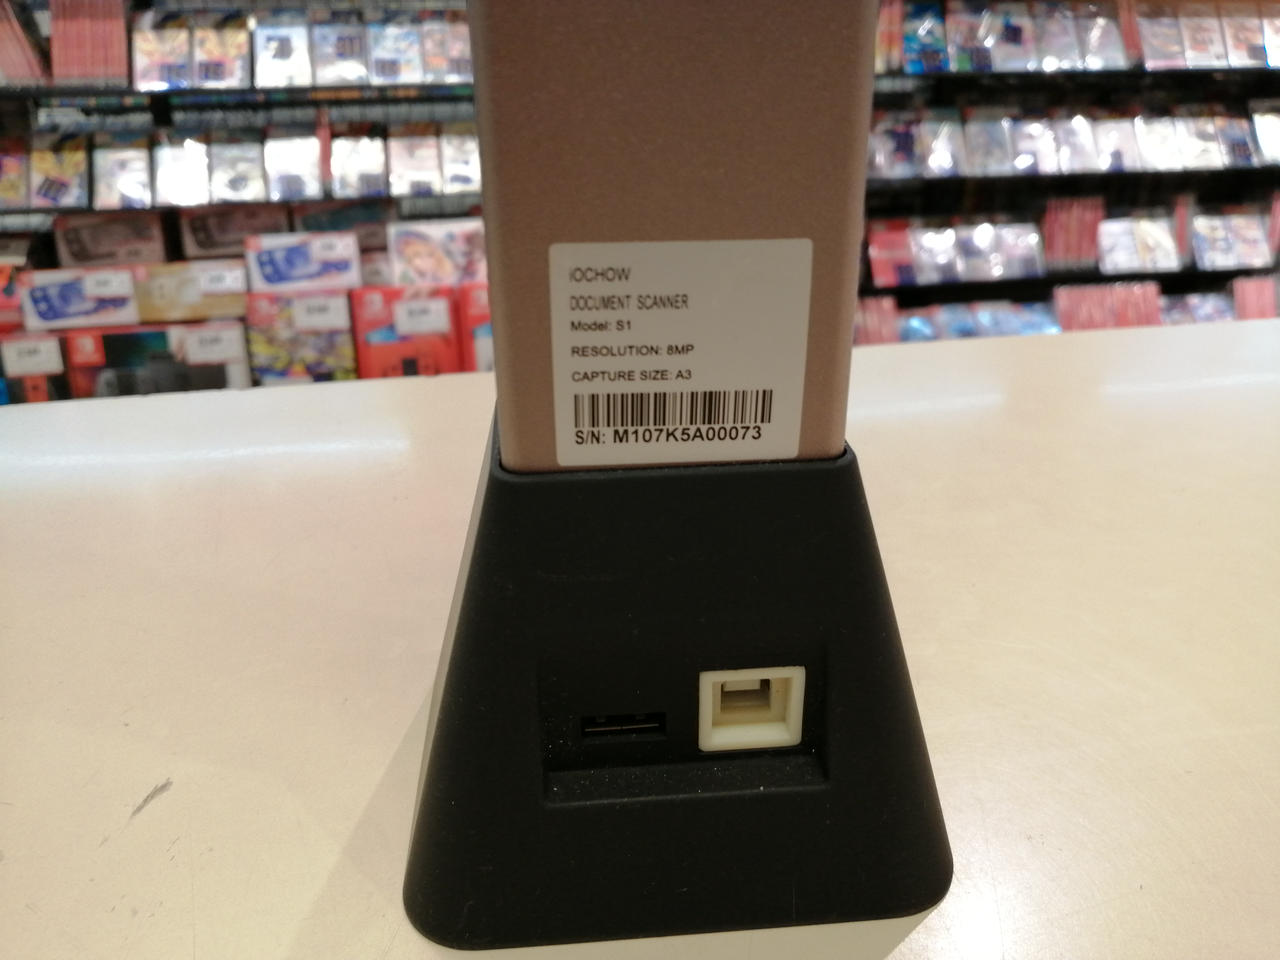 iOCHOW
DOCUMENT SCANNER
Model: S1
RESOLUTION: 8MP
CAPTURE SIZE: A3
S/N: M107K5A00073